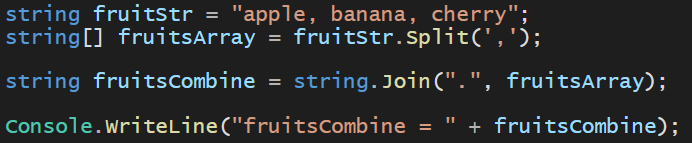 string fruitStr = "apple, banana, cherry";
string[] fruitsArray = fruitStr.Split(',');
string fruitsCombine = string.Join(".", fruitsArray);
Console.WriteLine("fruitsCombine = " + fruitsCombine);